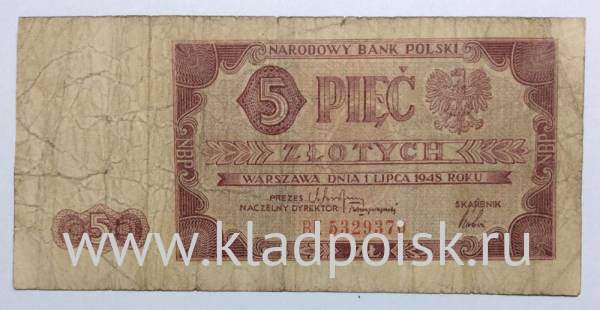 NARODOWY BANK POLSKI
5 PIĘĆ
ZŁOTYCH
NBP
WARSZAWA DNIA 1 LIPCA 1948 ROKU
PREZES
SKARBNIK
NACZELNY DYREKTOR
532937
5
www.kladpoisk.ru